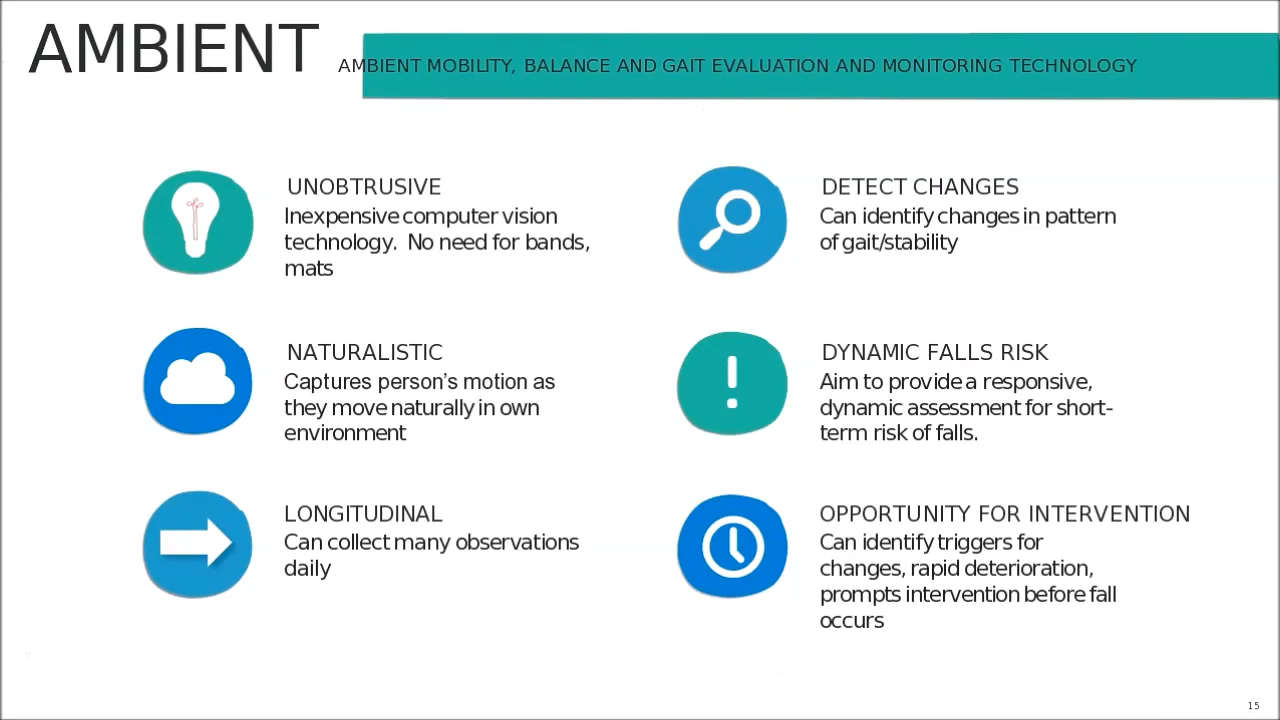 AMBIENT
AMBIENT MOBILITY, BALANCE AND GAIT EVALUATION AND MONITORING TECHNOLOGY
UNOBTRUSIVE
Inexpensive computer vision
technology.  No need for bands,
mats
NATURALISTIC
Captures person’s motion as
they move naturally in own
environment
LONGITUDINAL
Can collect many observations
daily
DETECT CHANGES
Can identify changes in pattern
of gait/stability
DYNAMIC FALLS RISK
Aim to provide a responsive,
dynamic assessment for short-
term risk of falls.
OPPORTUNITY FOR INTERVENTION
Can identify triggers for
changes, rapid deterioration,
prompts intervention before fall
occurs
15